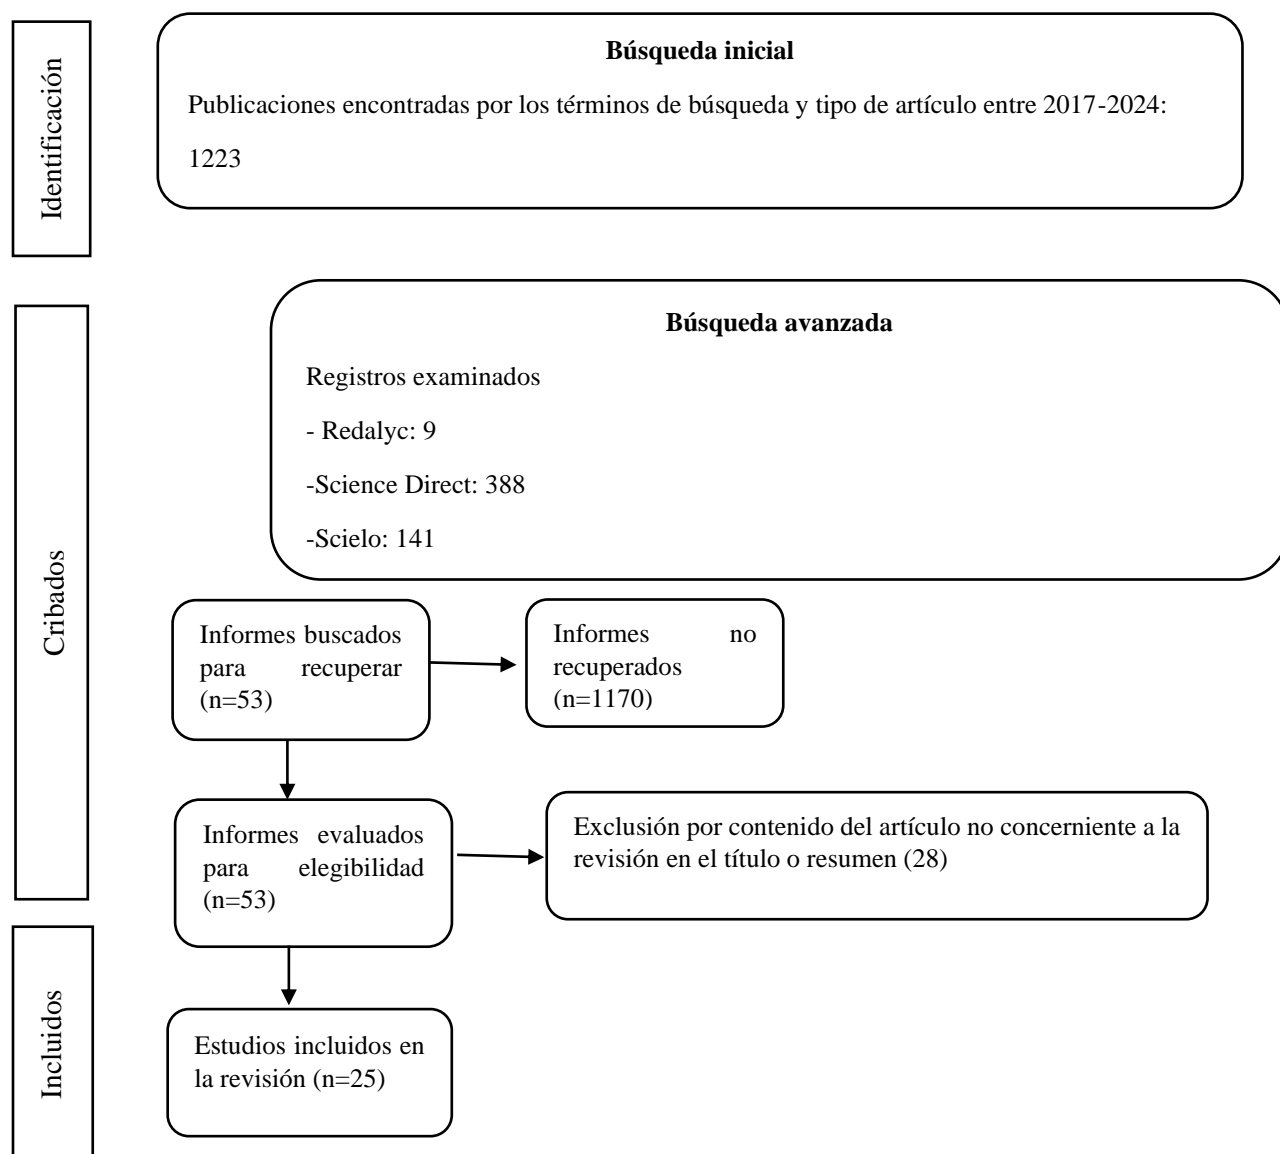 Identificación
Búsqueda inicial
Publicaciones encontradas por los términos de búsqueda y tipo de artículo entre 2017-2024:
1223
Cribados
Búsqueda avanzada
Registros examinados
- Redalyc: 9
-Science Direct: 388
-Scielo: 141
Informes buscados
para recuperar
(n=53)
Informes no
recuperados
(n=1170)
Informes evaluados
para elegibilidad
(n=53)
Exclusión por contenido del artículo no concerniente a la
revisión en el título o resumen (28)
Incluidos
Estudios incluidos en
la revisión (n=25)